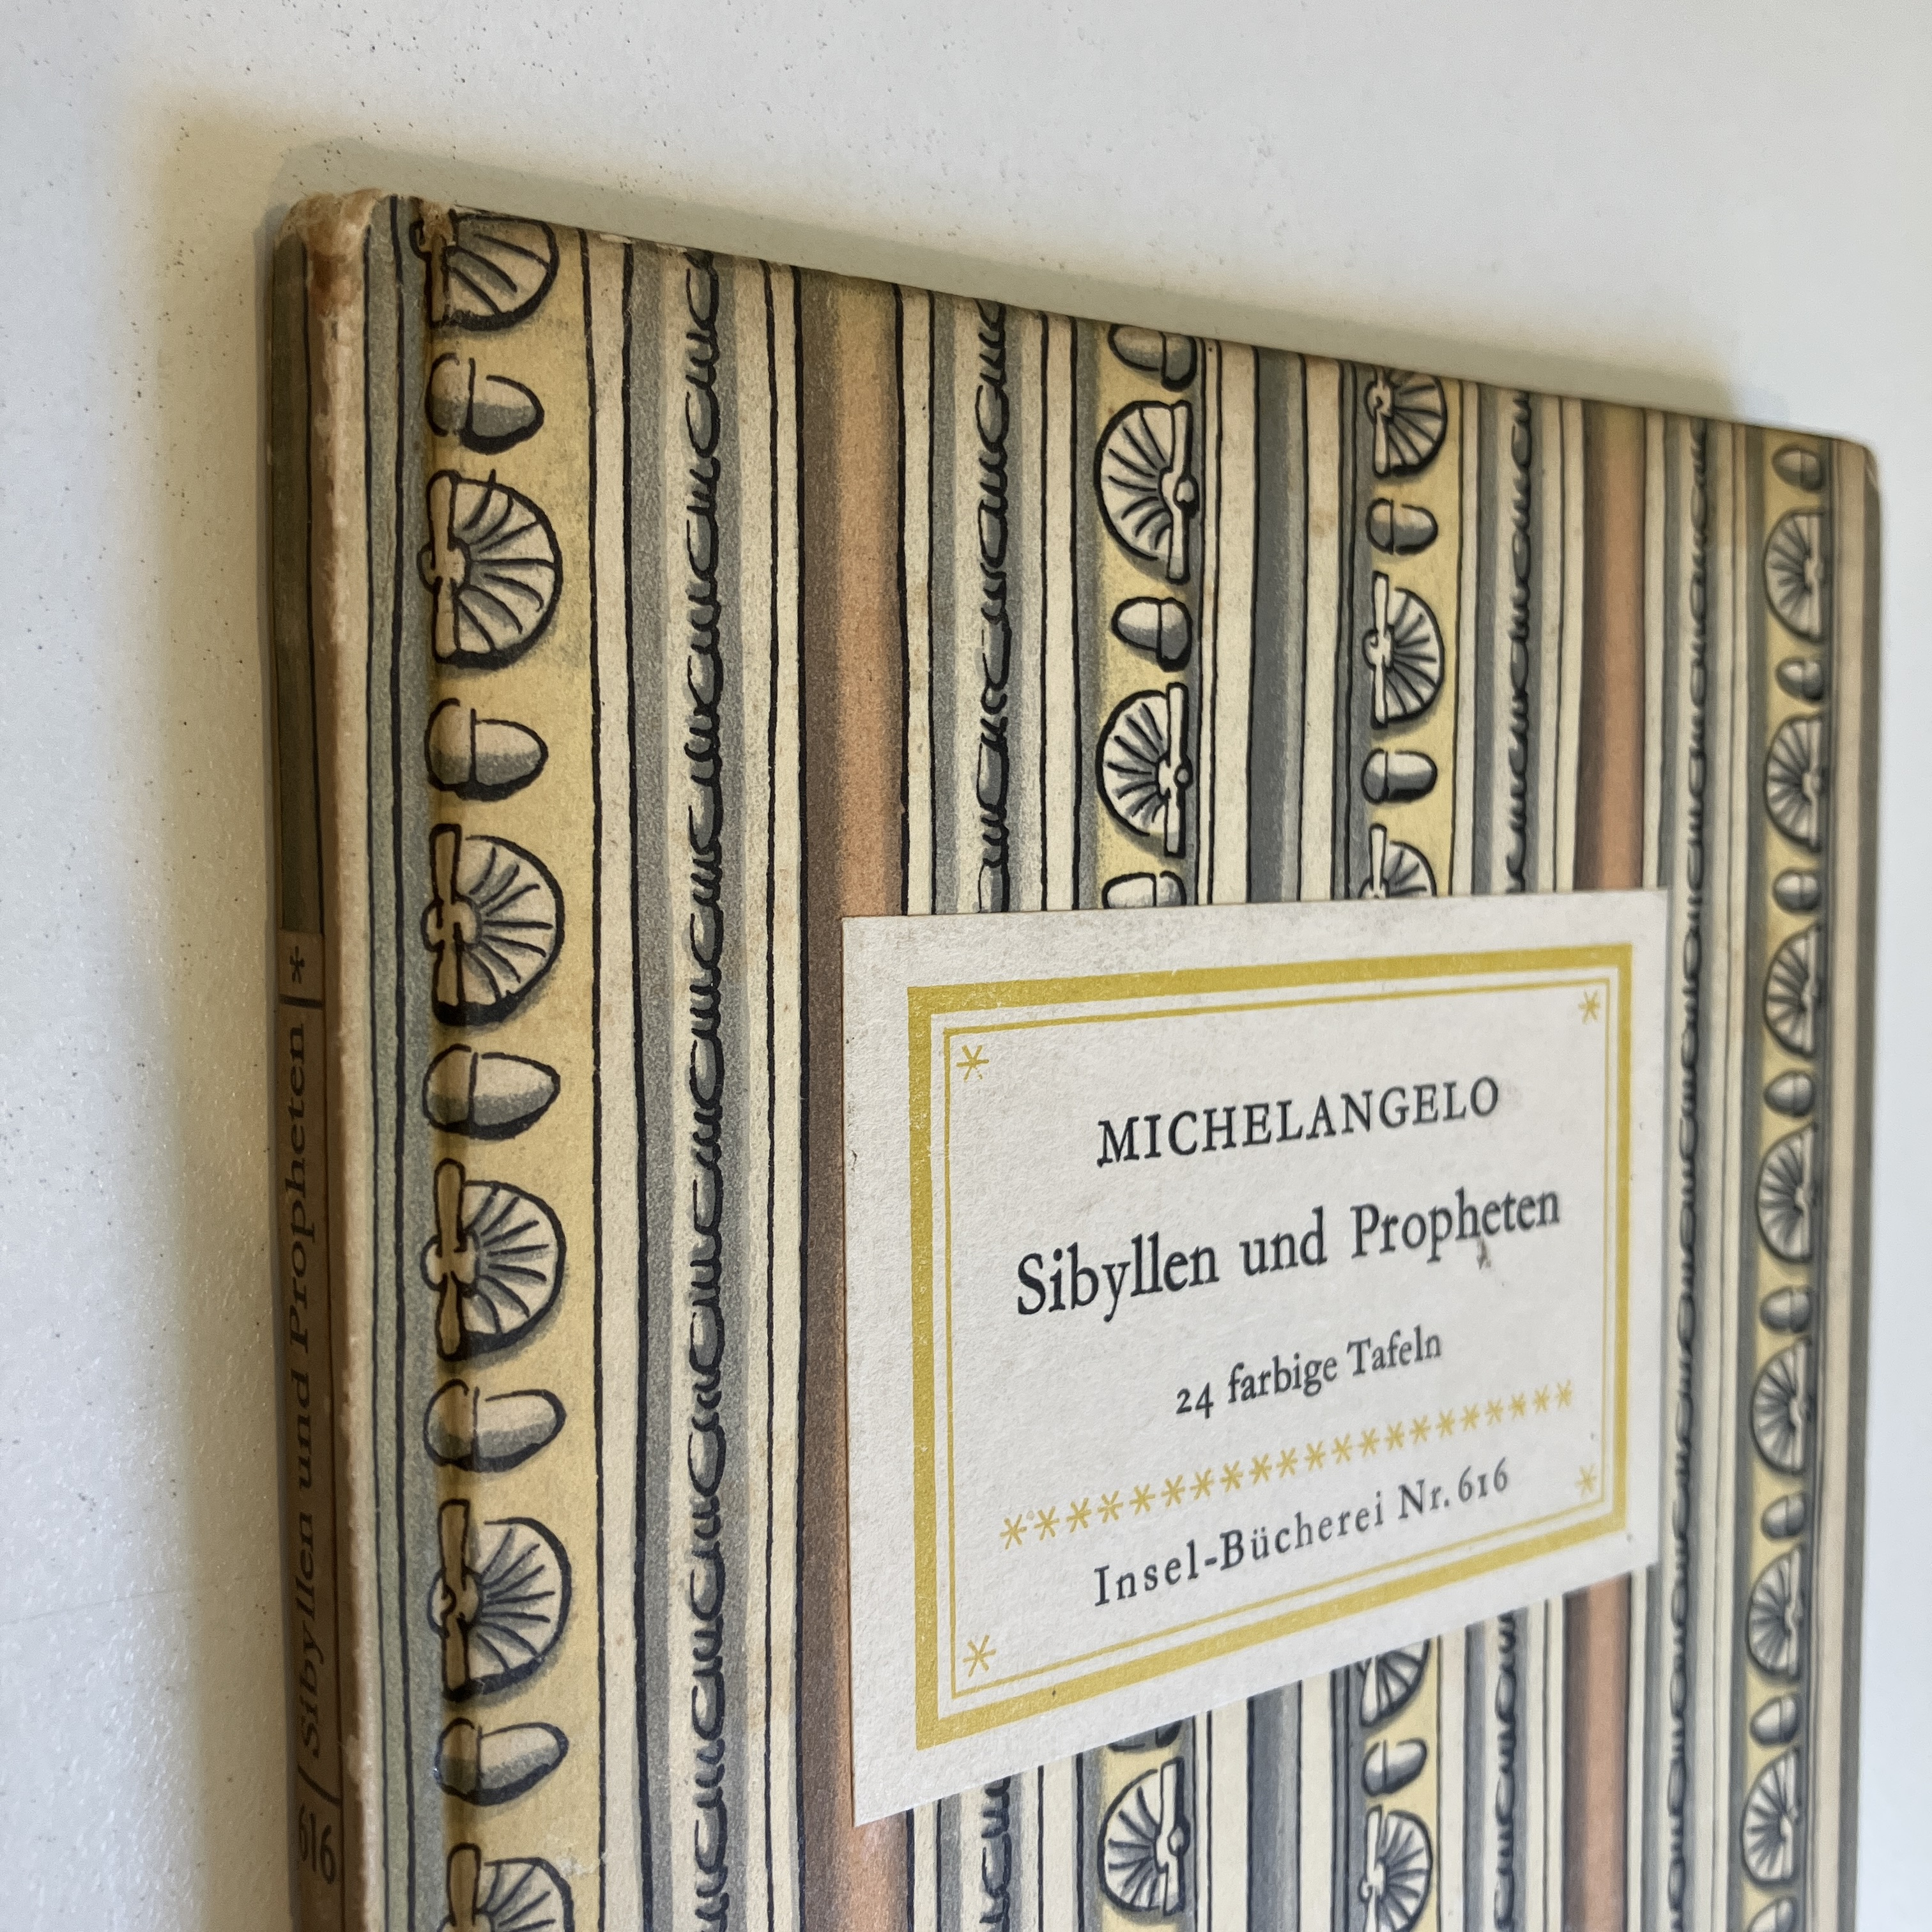 MICHELANGELO
Sibyllen und Propheten
24 farbige Tafeln
******************
Insel-Bücherei Nr. 616
616 / Sibyllen und Propheten / *